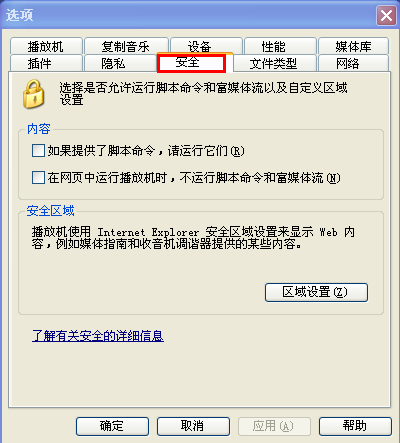 选项
播放机 复制音乐 设备 性能 媒体库
插件 隐私 安全 文件类型 网络
选择是否允许运行脚本命令和富媒体流以及自定义区域
设置
内容
如果提供了脚本命令，请运行它们(R)
在网页中运行播放机时，不运行脚本命令和富媒体流(N)
安全区域
播放机使用 Internet Explorer 安全区域设置来显示 Web 内
容，例如媒体指南和收音机调谐器提供的某些内容。
区域设置(Z)
了解有关安全的详细信息
确定 取消 应用(A) 帮助